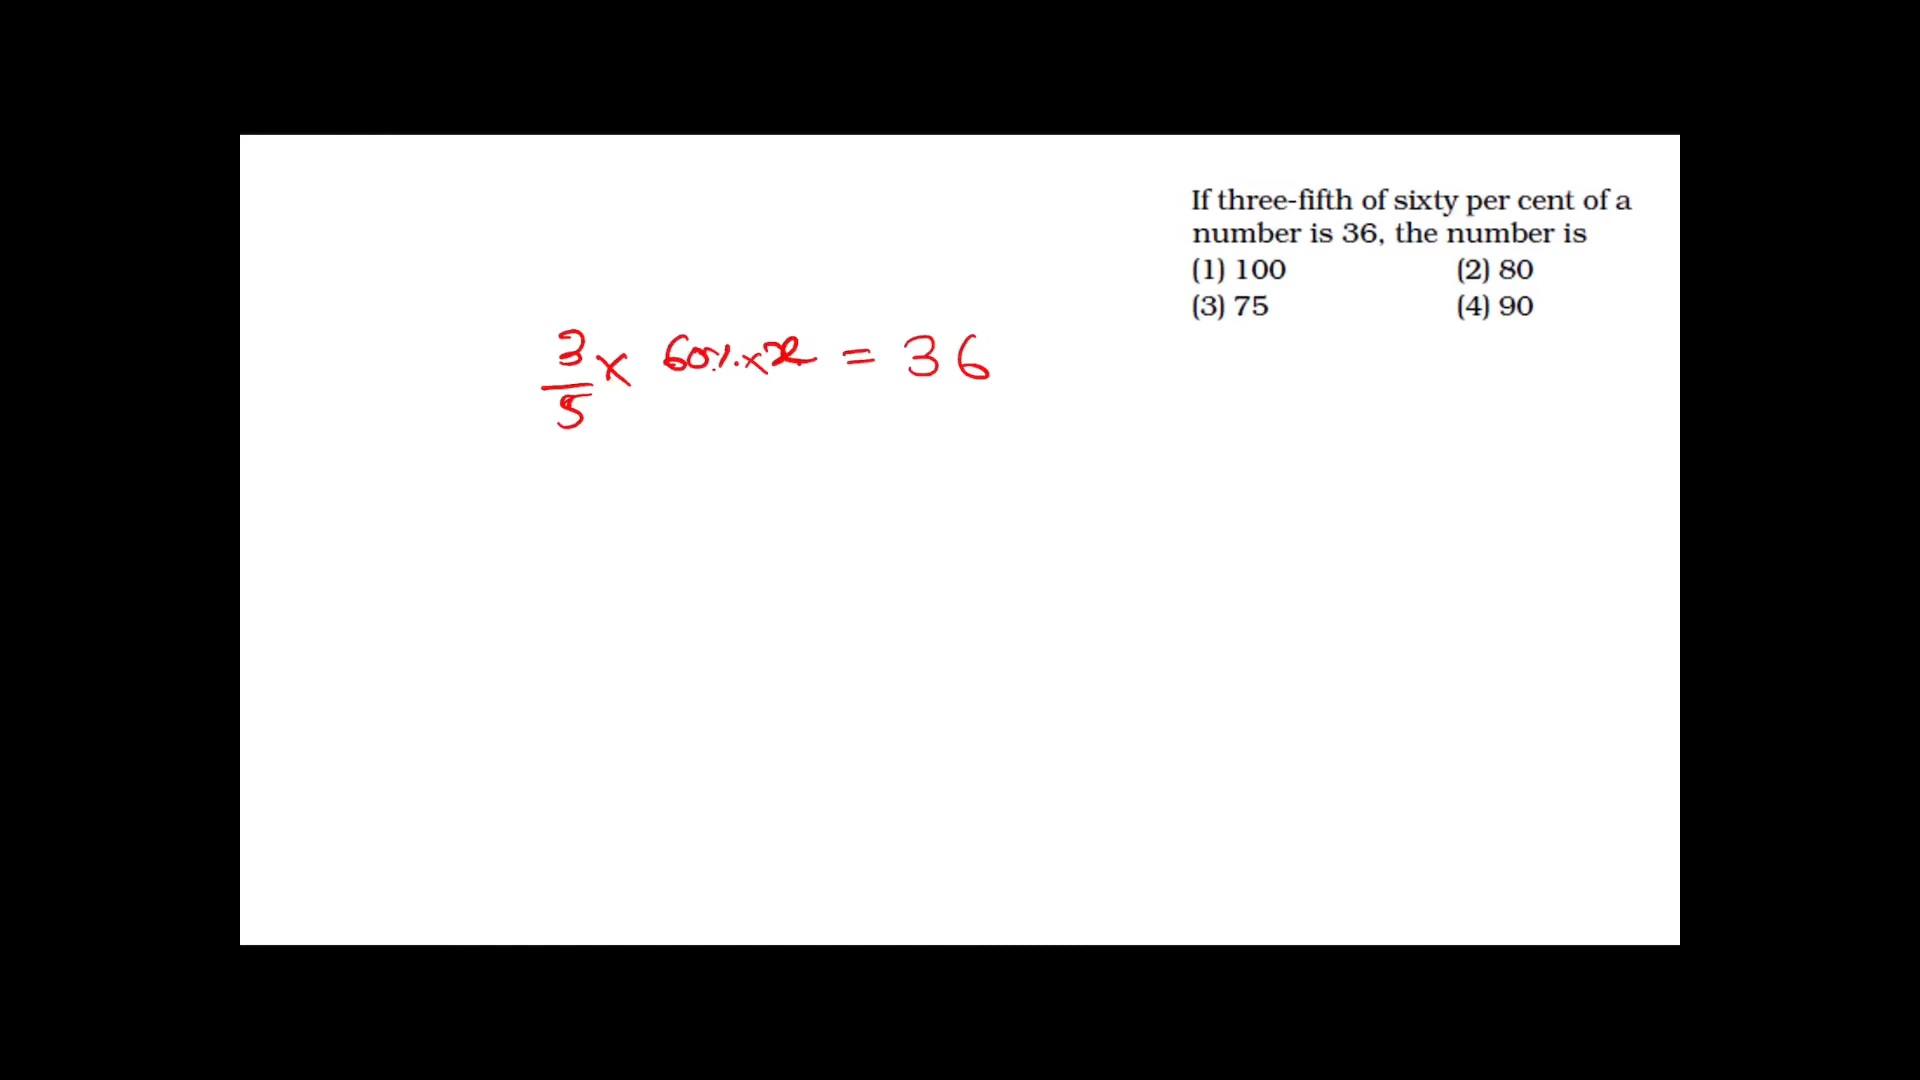 If three-fifth of sixty per cent of a
number is 36, the number is
(1) 100 (2) 80
(3) 75 (4) 90
3/5 × 60% × x = 36